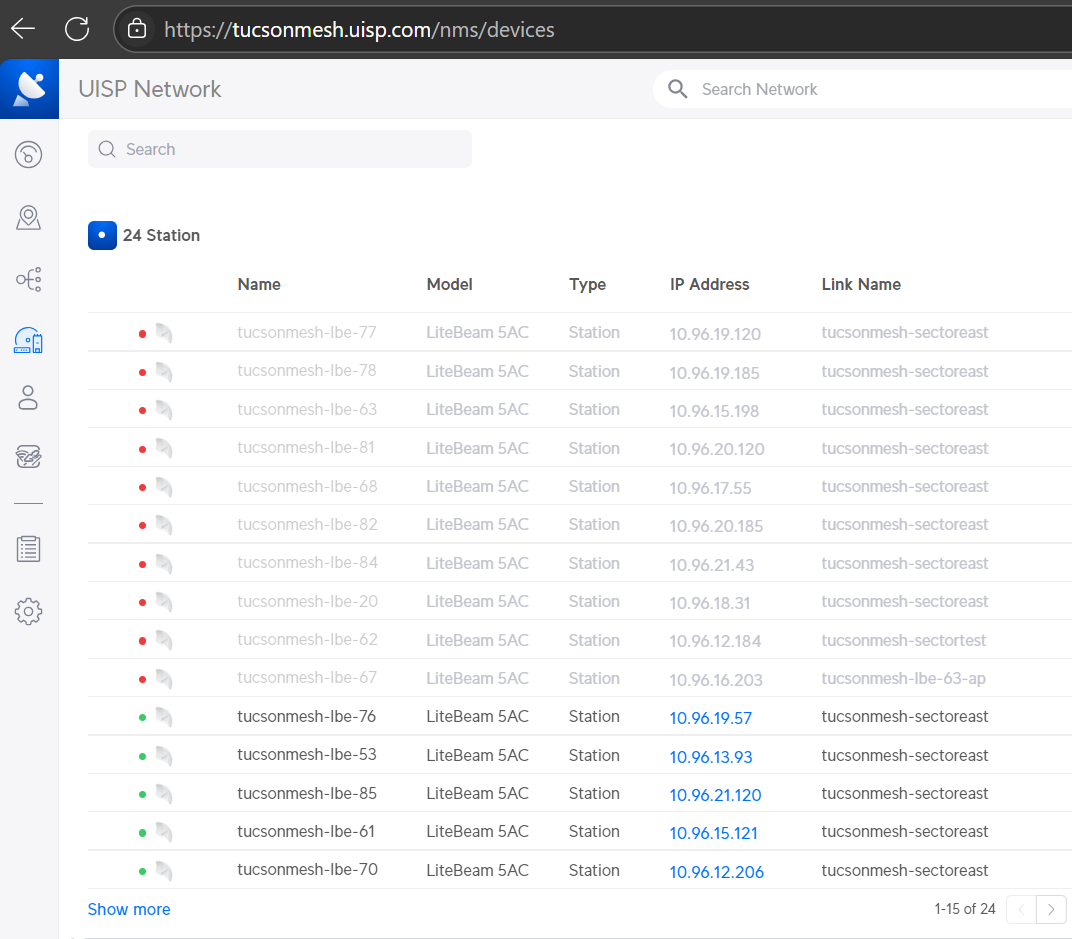 https://tucsonmesh.uisp.com/nms/devices
UISP Network
Search Network
Search
24 Station
Name Model Type IP Address Link Name
tucsonmesh-lbe-77 LiteBeam 5AC Station 10.96.19.120 tucsonmesh-sectoreast
tucsonmesh-lbe-78 LiteBeam 5AC Station 10.96.19.185 tucsonmesh-sectoreast
tucsonmesh-lbe-63 LiteBeam 5AC Station 10.96.15.198 tucsonmesh-sectoreast
tucsonmesh-lbe-81 LiteBeam 5AC Station 10.96.20.120 tucsonmesh-sectoreast
tucsonmesh-lbe-68 LiteBeam 5AC Station 10.96.17.55 tucsonmesh-sectoreast
tucsonmesh-lbe-82 LiteBeam 5AC Station 10.96.20.185 tucsonmesh-sectoreast
tucsonmesh-lbe-84 LiteBeam 5AC Station 10.96.21.43 tucsonmesh-sectoreast
tucsonmesh-lbe-20 LiteBeam 5AC Station 10.96.18.31 tucsonmesh-sectoreast
tucsonmesh-lbe-62 LiteBeam 5AC Station 10.96.12.184 tucsonmesh-sectortest
tucsonmesh-lbe-67 LiteBeam 5AC Station 10.96.16.203 tucsonmesh-lbe-63-ap
tucsonmesh-lbe-76 LiteBeam 5AC Station 10.96.19.57 tucsonmesh-sectoreast
tucsonmesh-lbe-53 LiteBeam 5AC Station 10.96.13.93 tucsonmesh-sectoreast
tucsonmesh-lbe-85 LiteBeam 5AC Station 10.96.21.120 tucsonmesh-sectoreast
tucsonmesh-lbe-61 LiteBeam 5AC Station 10.96.15.121 tucsonmesh-sectoreast
tucsonmesh-lbe-70 LiteBeam 5AC Station 10.96.12.206 tucsonmesh-sectoreast
Show more 1-15 of 24